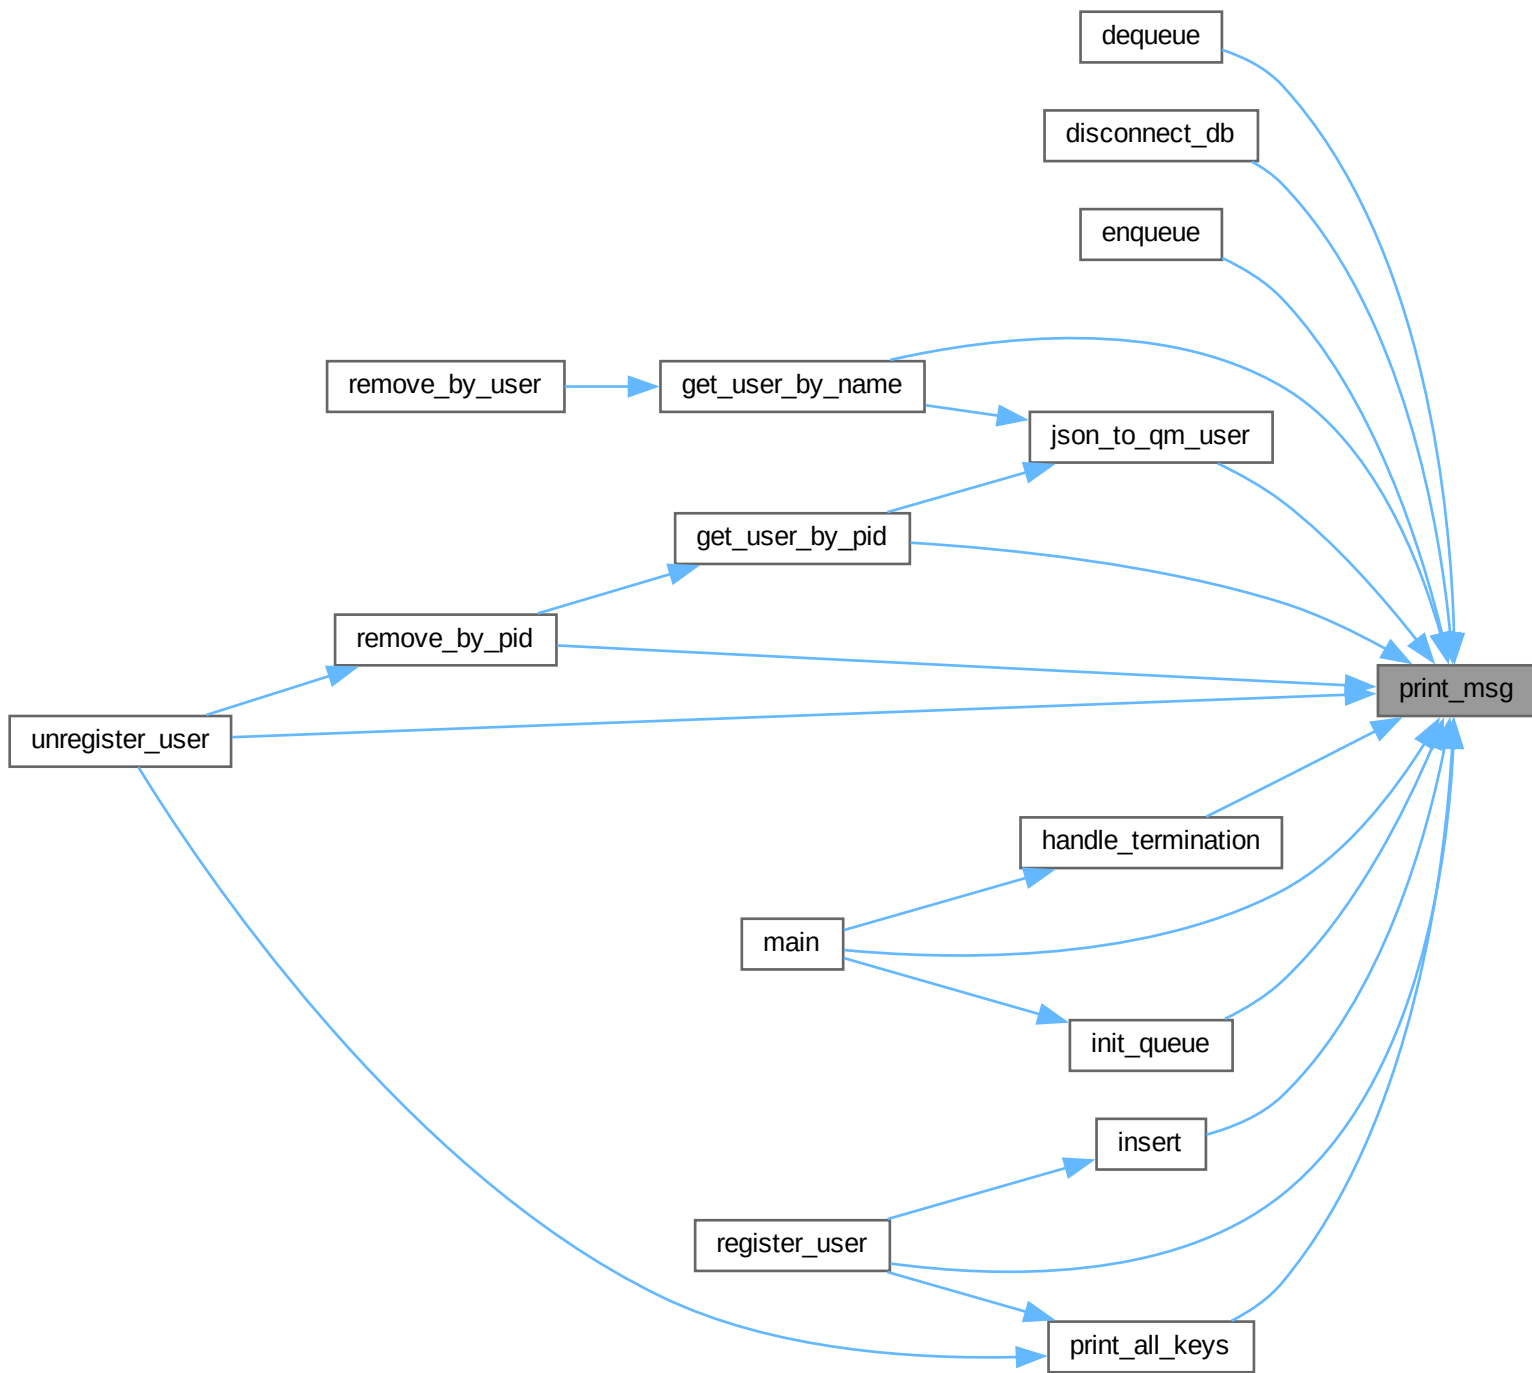 dequeue
disconnect_db
enqueue
remove_by_user
get_user_by_name
json_to_qm_user
get_user_by_pid
remove_by_pid
print_msg
unregister_user
handle_termination
main
init_queue
insert
register_user
print_all_keys